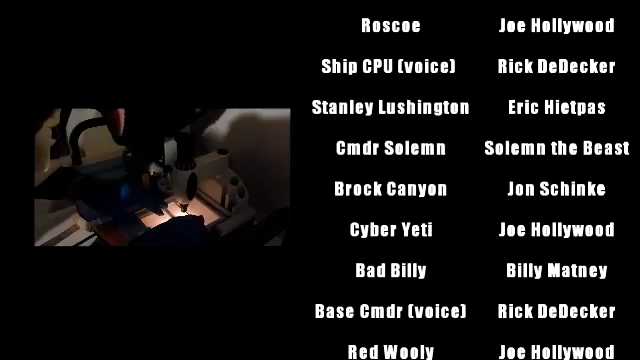 Roscoe Joe Hollywood
Ship CPU (voice) Rick DeDecker
Stanley Lushington Eric Hietpas
Cmdr Solemn Solemn the Beast
Brock Canyon Jon Schinke
Cyber Yeti Joe Hollywood
Bad Billy Billy Matney
Base Cmdr (voice) Rick DeDecker
Red Wooly Joe Hollywood